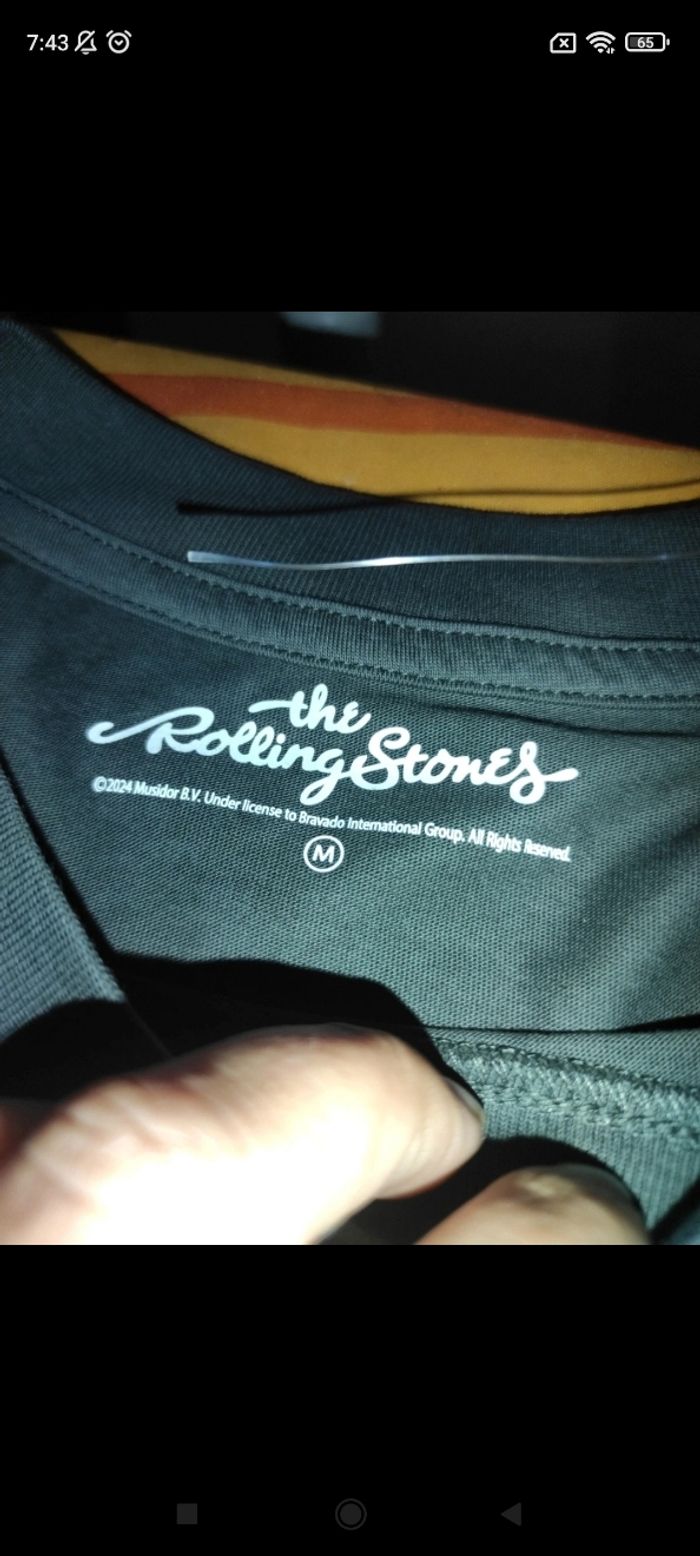 7:43
65
the
Rolling Stones
©2024 Musidor B.V. Under license to Bravado International Group. All Rights Reserved.
M